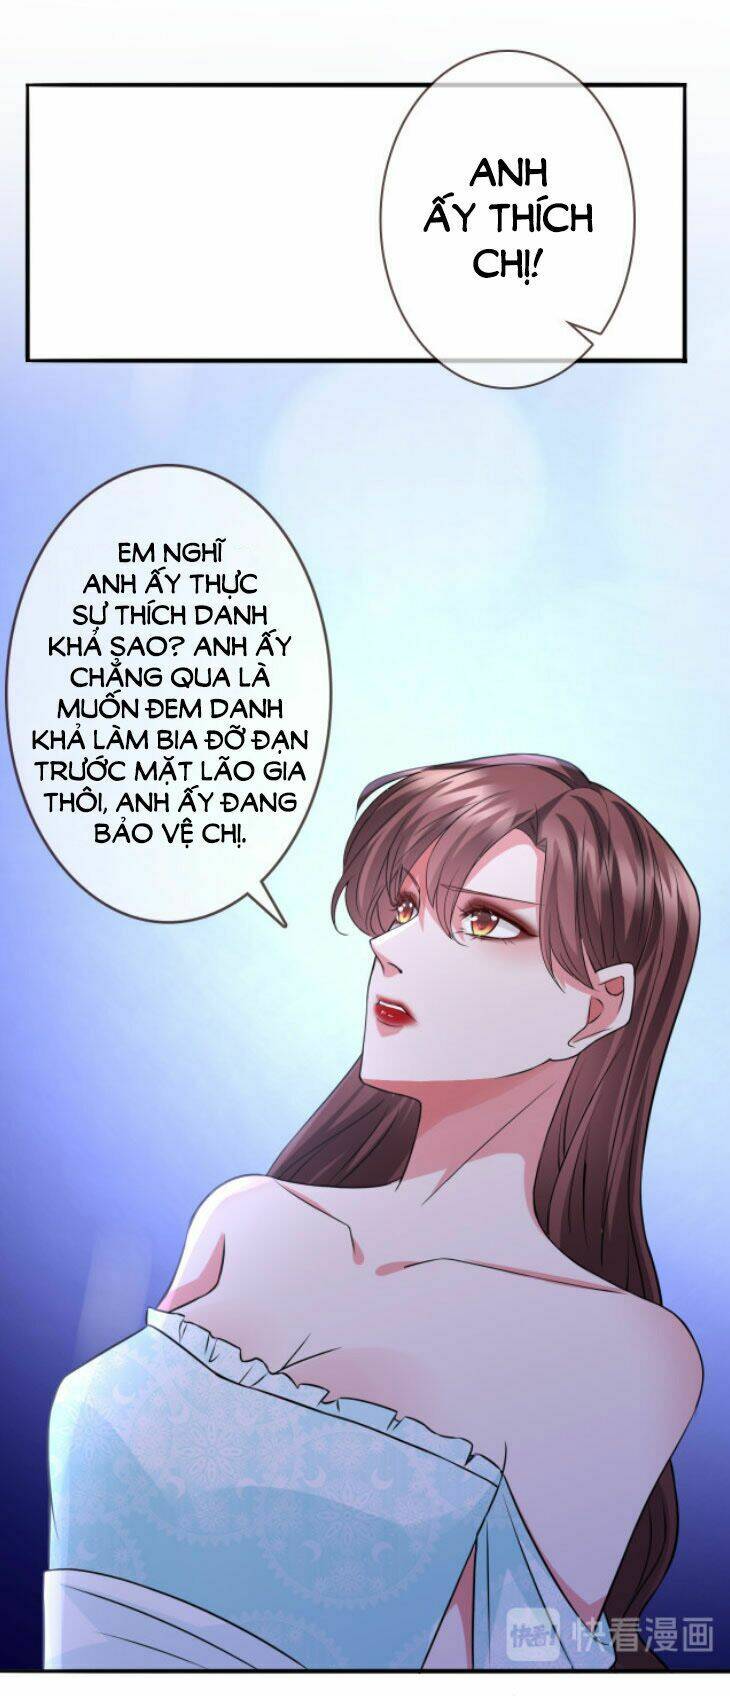 ANH
ẤY THÍCH
CHỊ!
EM NGHĨ
ANH ẤY THỰC
SỰ THÍCH DANH
KHẢ SAO? ANH ẤY
CHẲNG QUA LÀ
MUỐN ĐEM DANH
KHẢ LÀM BIA ĐỠ ĐẠN
TRƯỚC MẶT LÃO GIA
THÔI, ANH ẤY ĐANG
BẢO VỆ CHỊ.
快看! 快看漫画